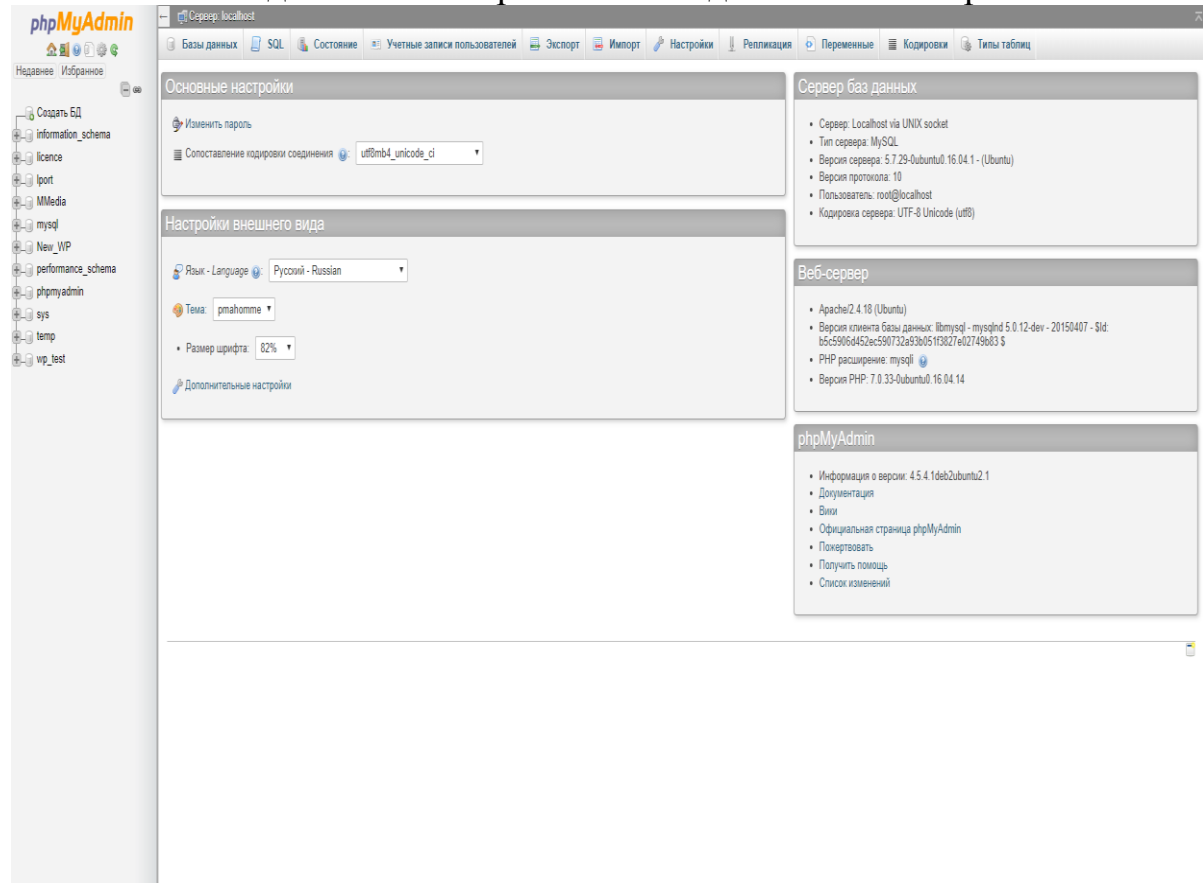 phpMyAdmin
Недавнее Избранное
Создать БД
information_schema
licence
lport
MMedia
mysql
New_WP
performance_schema
phpmyadmin
sys
temp
wp_test
Сервер: localhost
Базы данных SQL Состояние Учетные записи пользователей Экспорт Импорт Настройки Репликация Переменные Кодировки Типы таблиц
Основные настройки
Изменить пароль
Сопоставление кодировки соединения : utf8mb4_unicode_ci
Настройки внешнего вида
Язык - Language : Русский - Russian
Тема: pmahomme
• Размер шрифта: 82%
Дополнительные настройки
Сервер баз данных
• Сервер: Localhost via UNIX socket
• Тип сервера: MySQL
• Версия сервера: 5.7.29-0ubuntu0.16.04.1 - (Ubuntu)
• Версия протокола: 10
• Пользователь: root@localhost
• Кодировка сервера: UTF-8 Unicode (utf8)
Веб-сервер
• Apache/2.4.18 (Ubuntu)
• Версия клиента базы данных: libmysql - mysqlnd 5.0.12-dev - 20150407 - $Id:
b5c5906d452ec590732a93b051f3827e02749b83 $
• PHP расширение: mysqli
• Версия PHP: 7.0.33-0ubuntu0.16.04.14
phpMyAdmin
• Информация о версии: 4.5.4.1deb2ubuntu2.1
• Документация
• Вики
• Официальная страница phpMyAdmin
• Пожертвовать
• Получить помощь
• Список изменений